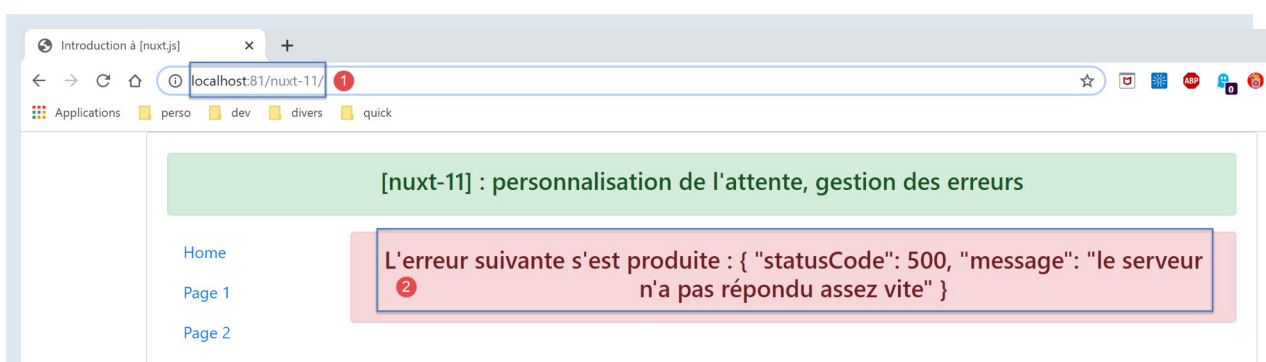 Introduction à [nuxt.js]
localhost:81/nuxt-11/ 1
ABP
0
Applications perso dev divers quick
[nuxt-11] : personnalisation de l'attente, gestion des erreurs
Home
Page 1
Page 2
L'erreur suivante s'est produite : { "statusCode": 500, "message": "le serveur
2 n'a pas répondu assez vite" }